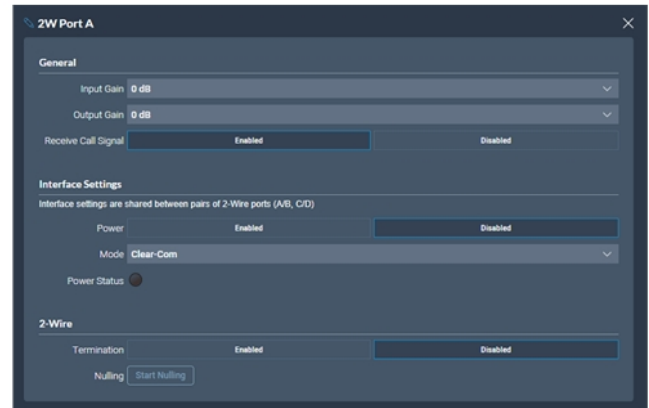 2W Port A
General
Input Gain 0 dB
Output Gain 0 dB
Receive Call Signal Enabled Disabled
Interface Settings
Interface settings are shared between pairs of 2-Wire ports (A/B, C/D)
Power Enabled Disabled
Mode Clear-Com
Power Status
2-Wire
Termination Enabled Disabled
Nulling Start Nulling